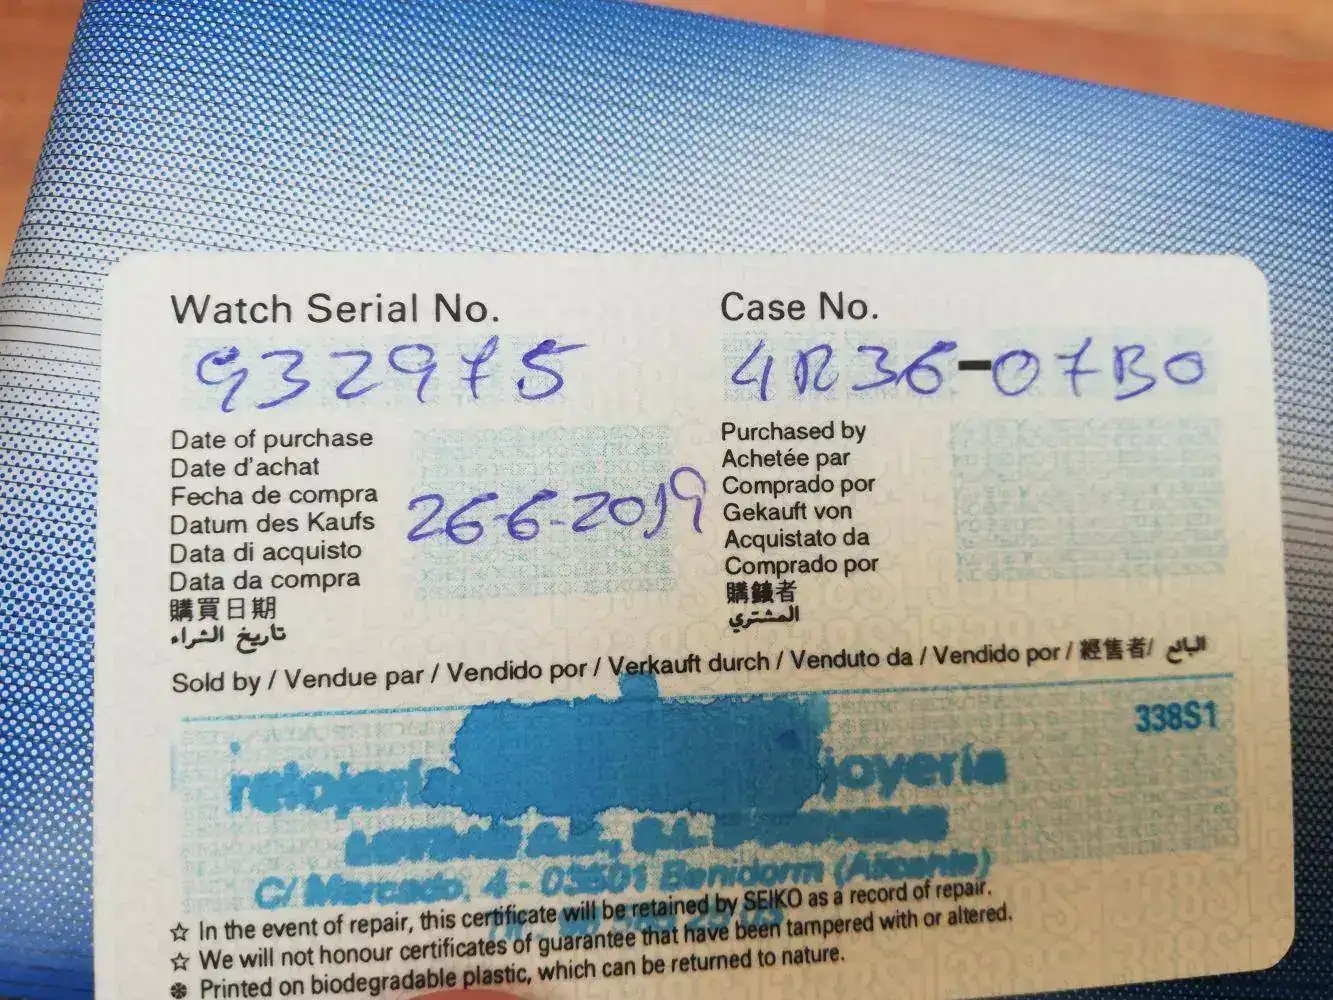 Watch Serial No.
932975
Case No.
4R36-07B0
Date of purchase
Date d'achat
Fecha de compra
Datum des Kaufs
Data di acquisto
Data da compra
購買日期
تاريخ الشراء
26-6-2019
Purchased by
Achetée par
Comprado por
Gekauft von
Acquistato da
Comprado por
購錶者
المشتري
Sold by / Vendue par / Vendido por / Verkauft durch / Venduto da / Vendido por / 經售者/ البائع
338S1
relojería joyería
C/ Mercado, 4 - 03501 Benidorm (Alicante)
☆ In the event of repair, this certificate will be retained by SEIKO as a record of repair.
☆ We will not honour certificates of guarantee that have been tampered with or altered.
❃ Printed on biodegradable plastic, which can be returned to nature.